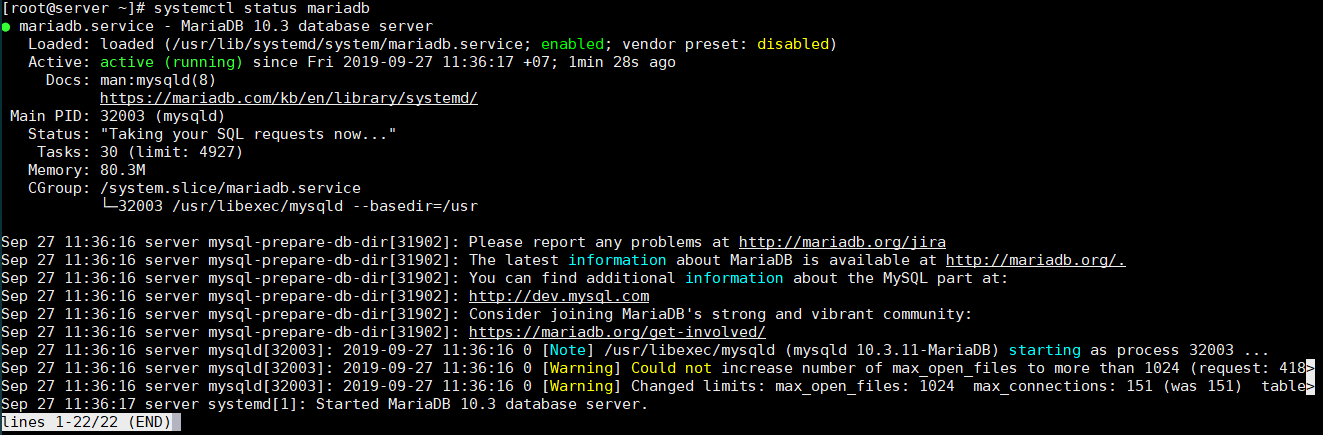 [root@server ~]# systemctl status mariadb
● mariadb.service - MariaDB 10.3 database server
   Loaded: loaded (/usr/lib/systemd/system/mariadb.service; enabled; vendor preset: disabled)
   Active: active (running) since Fri 2019-09-27 11:36:17 +07; 1min 28s ago
     Docs: man:mysqld(8)
           https://mariadb.com/kb/en/library/systemd/
 Main PID: 32003 (mysqld)
   Status: "Taking your SQL requests now..."
    Tasks: 30 (limit: 4927)
   Memory: 80.3M
   CGroup: /system.slice/mariadb.service
           └─32003 /usr/libexec/mysqld --basedir=/usr

Sep 27 11:36:16 server mysql-prepare-db-dir[31902]: Please report any problems at http://mariadb.org/jira
Sep 27 11:36:16 server mysql-prepare-db-dir[31902]: The latest information about MariaDB is available at http://mariadb.org/.
Sep 27 11:36:16 server mysql-prepare-db-dir[31902]: You can find additional information about the MySQL part at:
Sep 27 11:36:16 server mysql-prepare-db-dir[31902]: http://dev.mysql.com
Sep 27 11:36:16 server mysql-prepare-db-dir[31902]: Consider joining MariaDB's strong and vibrant community:
Sep 27 11:36:16 server mysql-prepare-db-dir[31902]: https://mariadb.org/get-involved/
Sep 27 11:36:16 server mysqld[32003]: 2019-09-27 11:36:16 0 [Note] /usr/libexec/mysqld (mysqld 10.3.11-MariaDB) starting as process 32003 ...
Sep 27 11:36:16 server mysqld[32003]: 2019-09-27 11:36:16 0 [Warning] Could not increase number of max_open_files to more than 1024 (request: 418>
Sep 27 11:36:16 server mysqld[32003]: 2019-09-27 11:36:16 0 [Warning] Changed limits: max_open_files: 1024  max_connections: 151 (was 151)  table>
Sep 27 11:36:17 server systemd[1]: Started MariaDB 10.3 database server.
lines 1-22/22 (END)